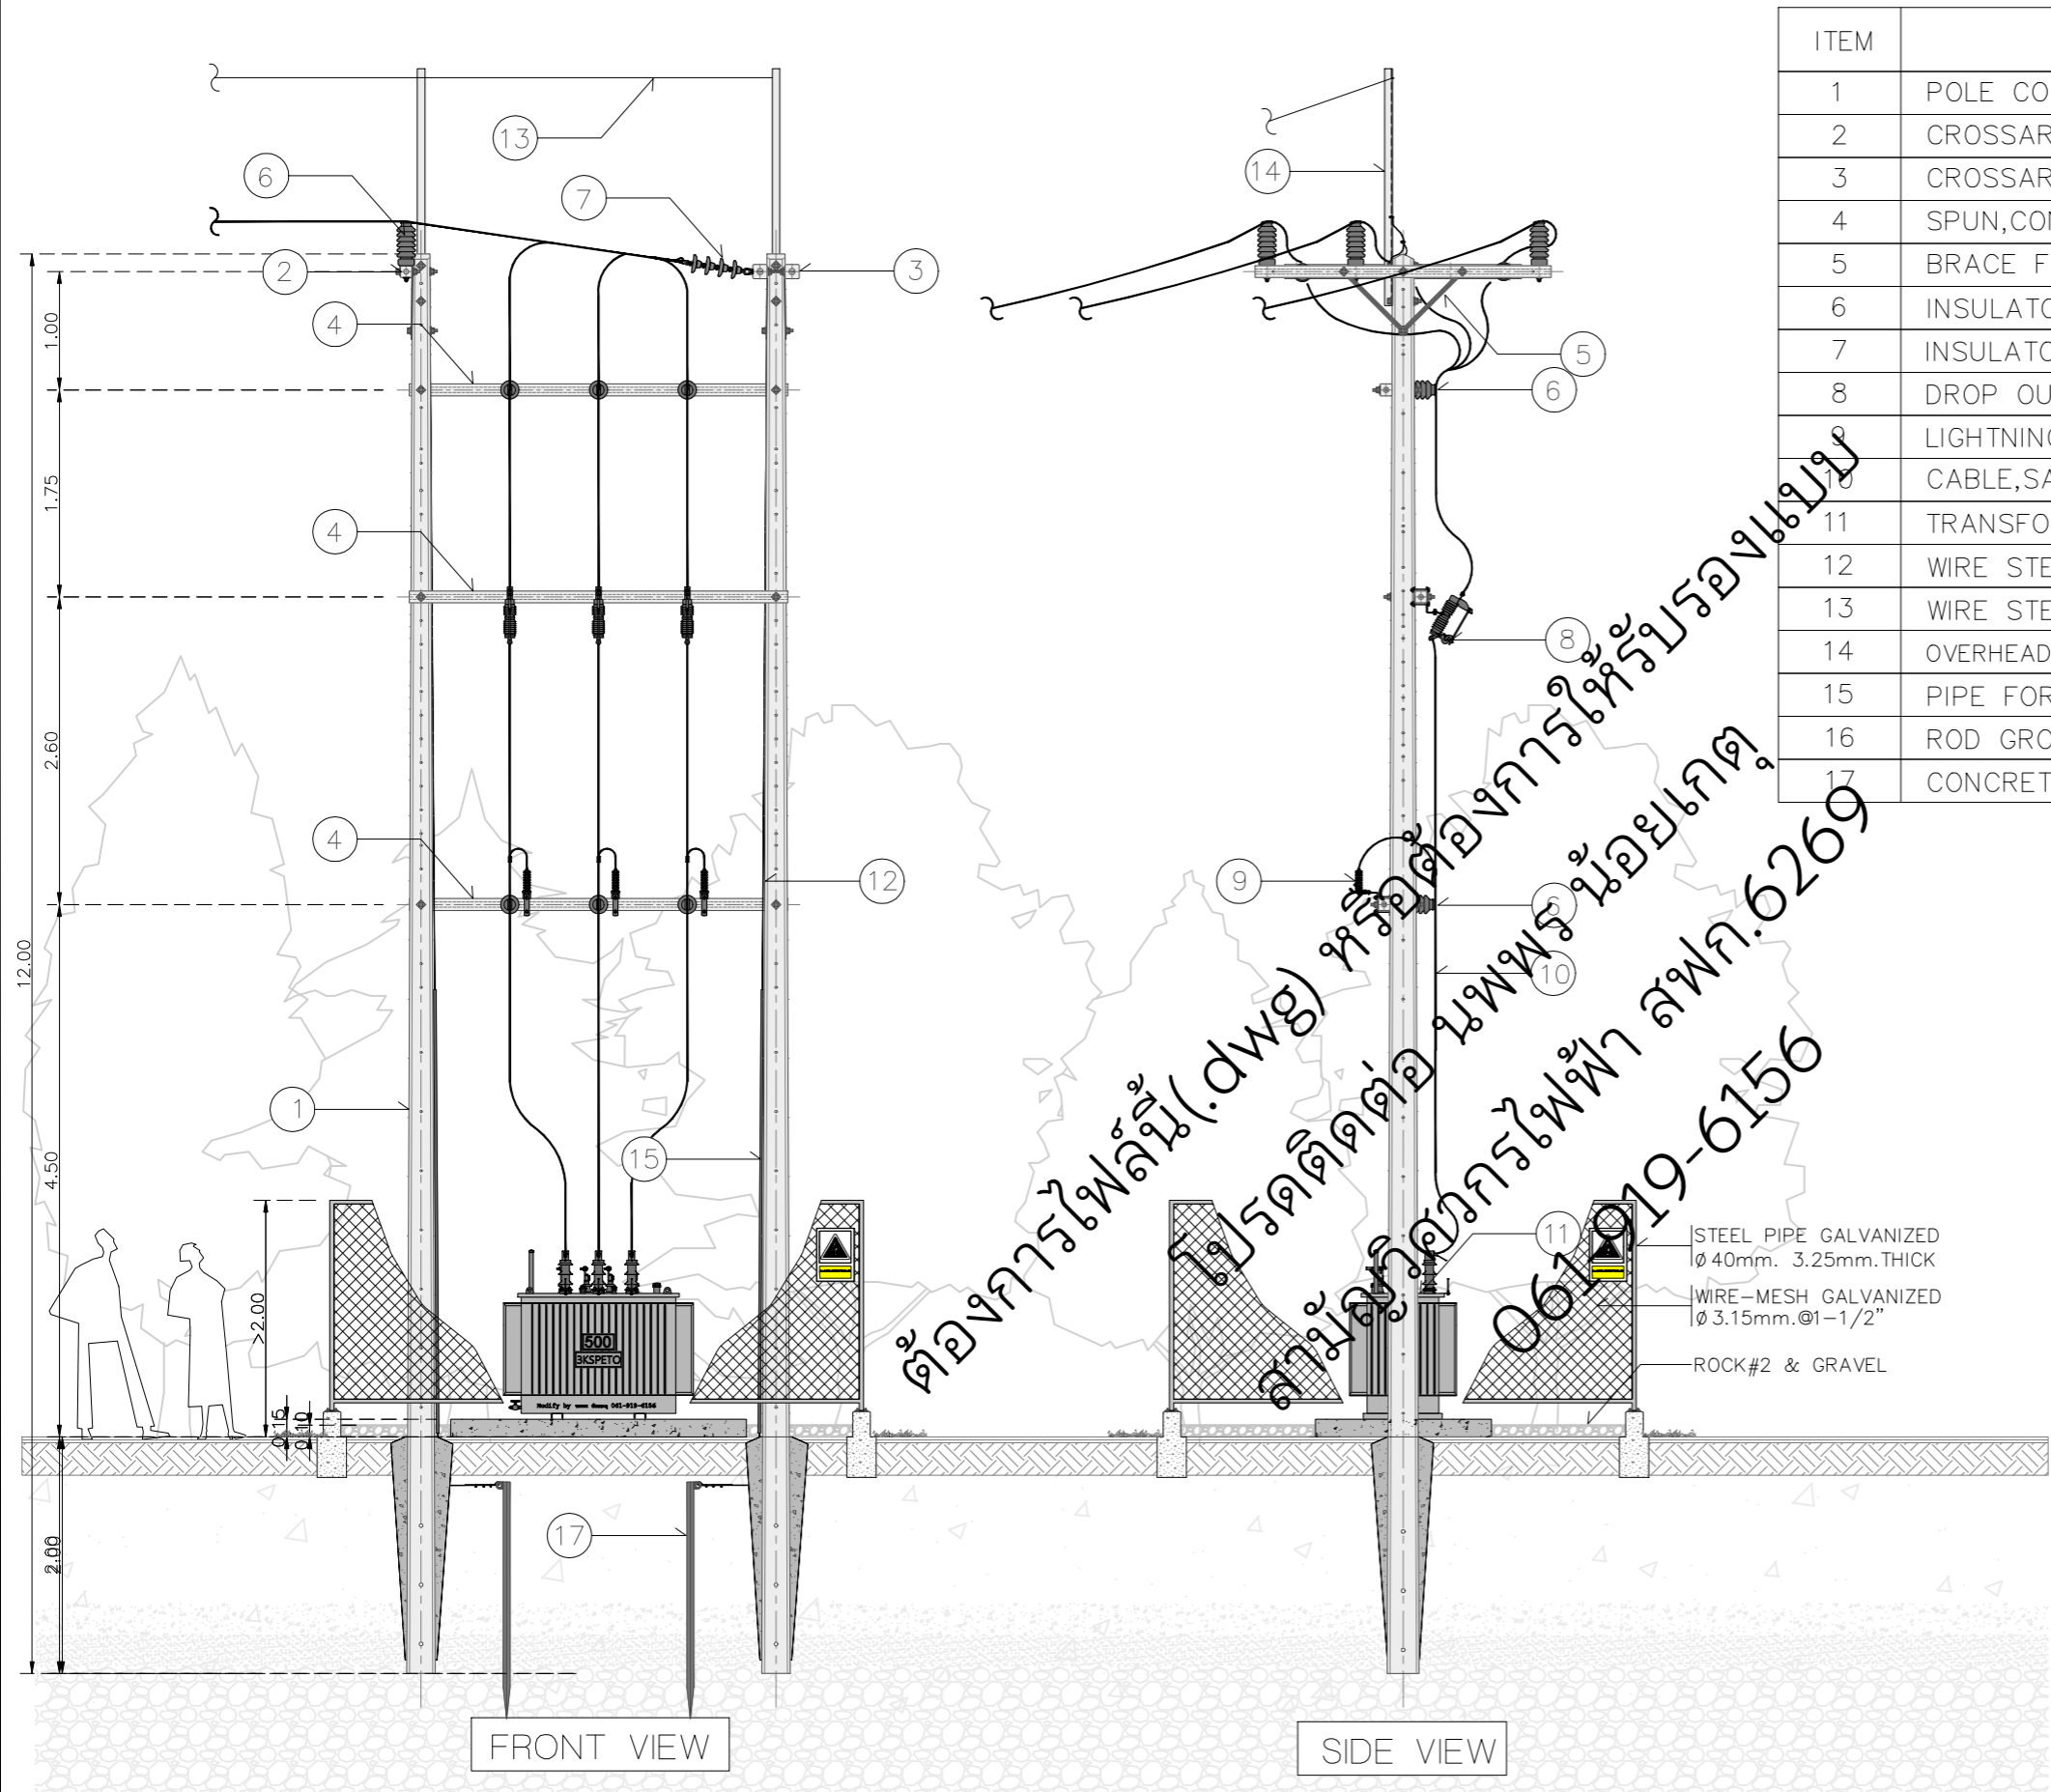 ITEM
1 POLE CO
2 CROSSAR
3 CROSSAR
4 SPUN,CON
5 BRACE F
6 INSULATO
7 INSULATO
8 DROP OU
9 LIGHTNING
10 CABLE,SA
11 TRANSFO
12 WIRE STE
13 WIRE STE
14 OVERHEAD
15 PIPE FOR
16 ROD GRO
17 CONCRET
13
6
7
2
3
4
4
4
12
1
15
17
14
5
6
8
9
6
10
11
1.00
1.75
2.60
12.00
4.50
>2.00
0.15
0.10
2.00
500
3KSPETO
STEEL PIPE GALVANIZED
Ø 40mm. 3.25mm.THICK
WIRE-MESH GALVANIZED
Ø 3.15mm.@1-1/2"
ROCK#2 & GRAVEL
ต้องการไฟล์นี้(.dwg) หรือต้องการให้รับรองแบบ
โปรดติดต่อ นพพร น้อยเกตุ
สามัญวิศวกรไฟฟ้า สฟก.6269
061-919-6156
FRONT VIEW
SIDE VIEW